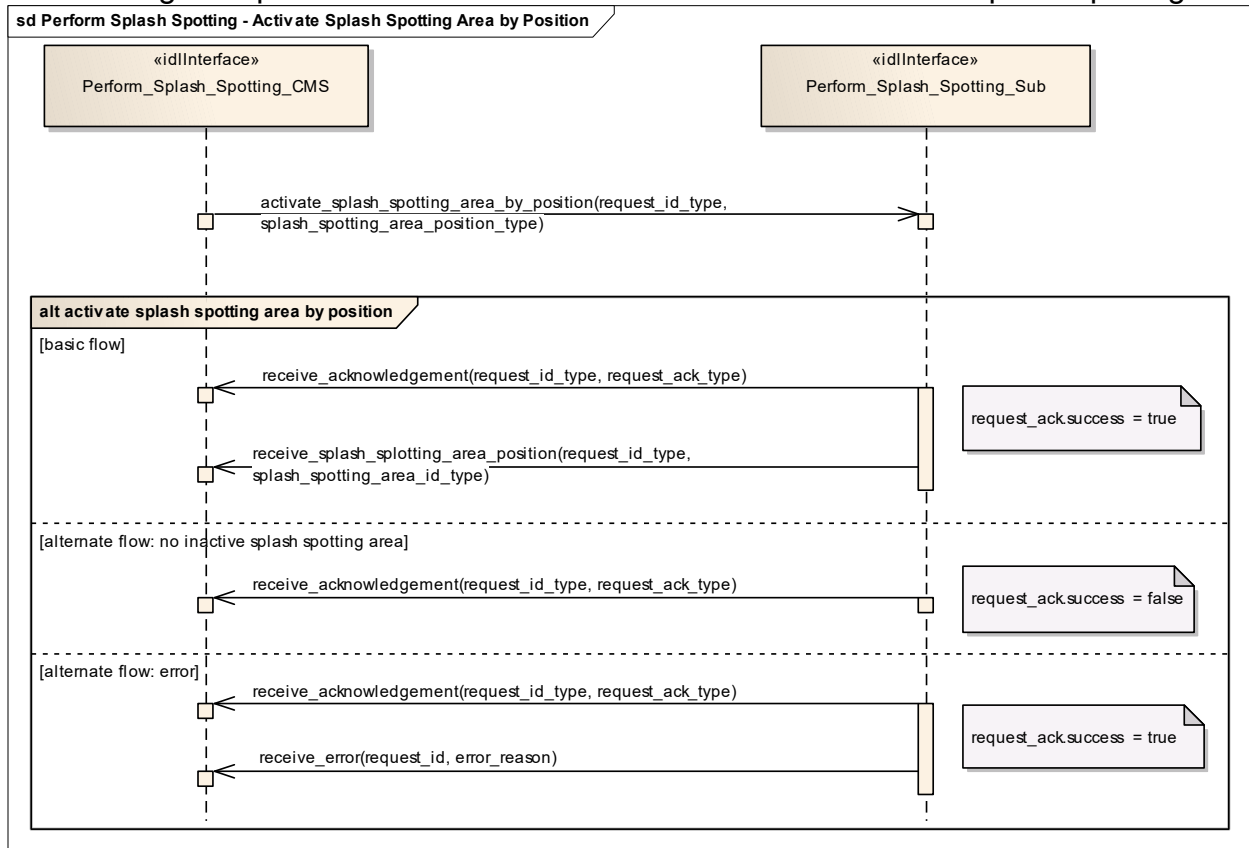 sd Perform Splash Spotting - Activate Splash Spotting Area by Position
«idlInterface»
Perform_Splash_Spotting_CMS
«idlInterface»
Perform_Splash_Spotting_Sub
activate_splash_spotting_area_by_position(request_id_type,
splash_spotting_area_position_type)
alt activate splash spotting area by position
[basic flow]
receive_acknowledgement(request_id_type, request_ack_type)
request_ack.success = true
receive_splash_splotting_area_position(request_id_type,
splash_spotting_area_id_type)
[alternate flow: no inactive splash spotting area]
receive_acknowledgement(request_id_type, request_ack_type)
request_ack.success = false
[alternate flow: error]
receive_acknowledgement(request_id_type, request_ack_type)
request_ack.success = true
receive_error(request_id, error_reason)